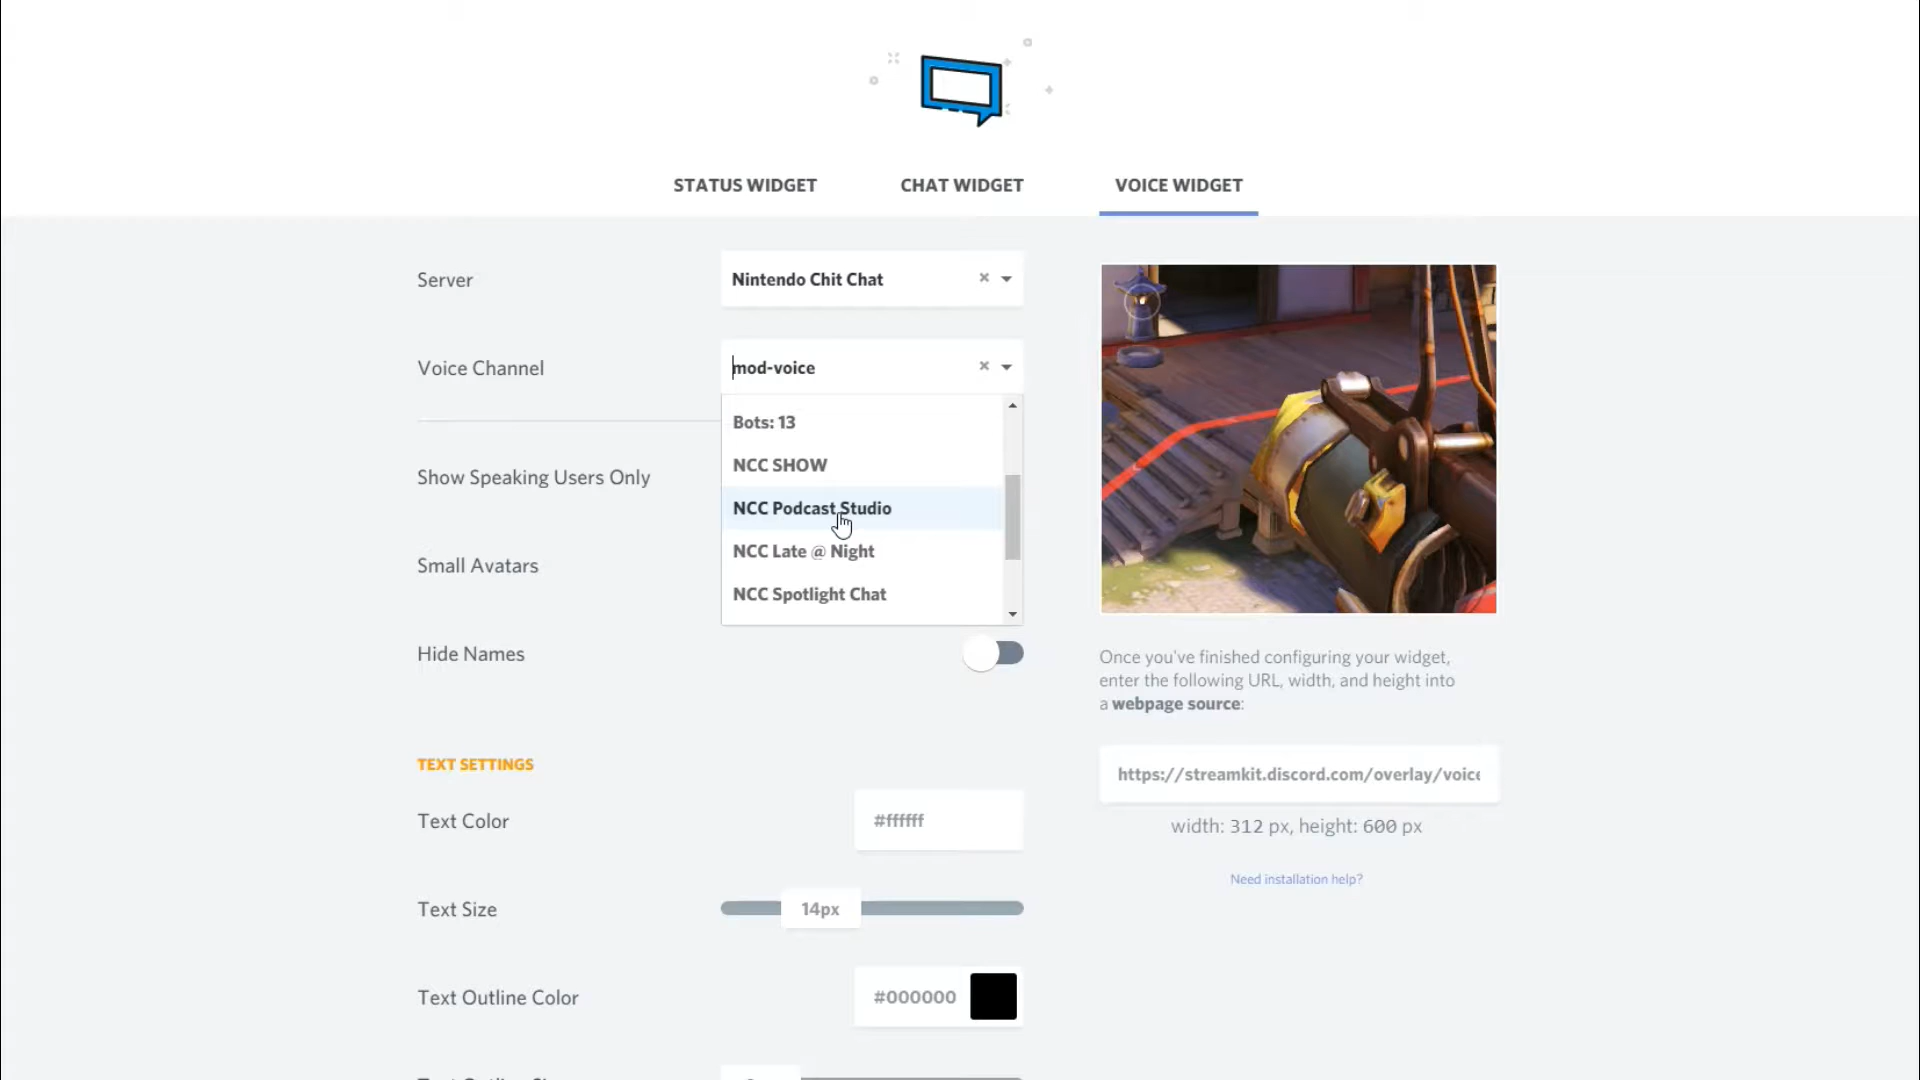 STATUS WIDGET CHAT WIDGET VOICE WIDGET
Server
Nintendo Chit Chat
Voice Channel
mod-voice
Bots: 13
NCC SHOW
NCC Podcast Studio
NCC Late @ Night
NCC Spotlight Chat
Show Speaking Users Only
Small Avatars
Hide Names
TEXT SETTINGS
Text Color
#ffffff
Text Size
14px
Text Outline Color
#000000
Once you've finished configuring your widget,
enter the following URL, width, and height into
a webpage source:
https://streamkit.discord.com/overlay/voice
width: 312 px, height: 600 px
Need installation help?